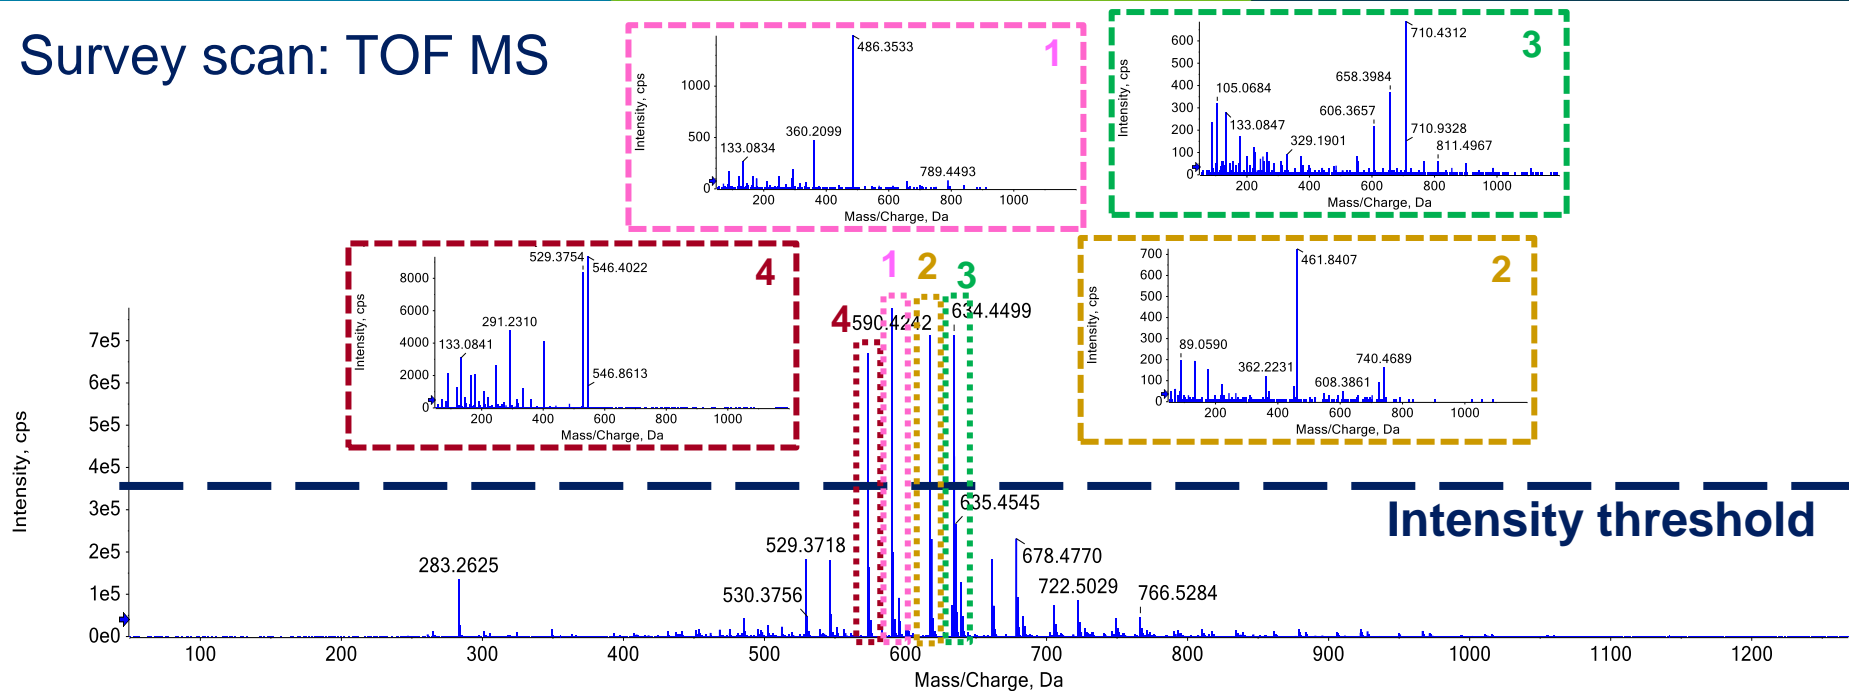 Survey scan: TOF MS
1
Intensity, cps
1000
500
0
486.3533
360.2099
133.0834
789.4493
200 400 600 800 1000
Mass/Charge, Da
3
Intensity, cps
600
500
400
300
200
100
0
710.4312
658.3984
105.0684
606.3657
133.0847
329.1901
710.9328
811.4967
200 400 600 800 1000
Mass/Charge, Da
4
Intensity, cps
8000
6000
4000
2000
0
529.3754
546.4022
291.2310
133.0841
546.8613
200 400 600 800 1000
Mass/Charge, Da
2
Intensity, cps
700
600
500
400
300
200
100
0
461.8407
89.0590
362.2231
740.4689
608.3861
200 400 600 800 1000
Mass/Charge, Da
1 2 3
4
590.4242
634.4499
Intensity, cps
7e5
6e5
5e5
4e5
3e5
2e5
1e5
0e0
635.4545
Intensity threshold
529.3718
283.2625
678.4770
530.3756
722.5029
766.5284
100 200 300 400 500 600 700 800 900 1000 1100 1200
Mass/Charge, Da